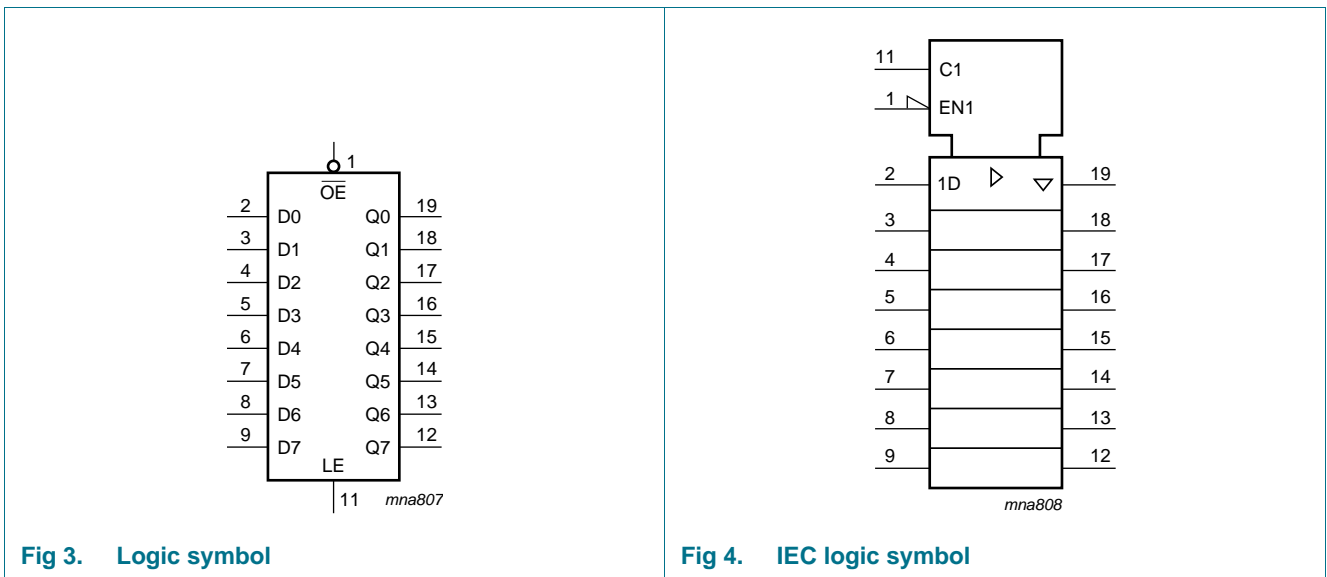 1
OE
2 D0 Q0 19
3 D1 Q1 18
4 D2 Q2 17
5 D3 Q3 16
6 D4 Q4 15
7 D5 Q5 14
8 D6 Q6 13
9 D7 Q7 12
LE
11 mna807
Fig 3. Logic symbol
11 C1
1 EN1
2 1D 19
3 18
4 17
5 16
6 15
7 14
8 13
9 12
mna808
Fig 4. IEC logic symbol